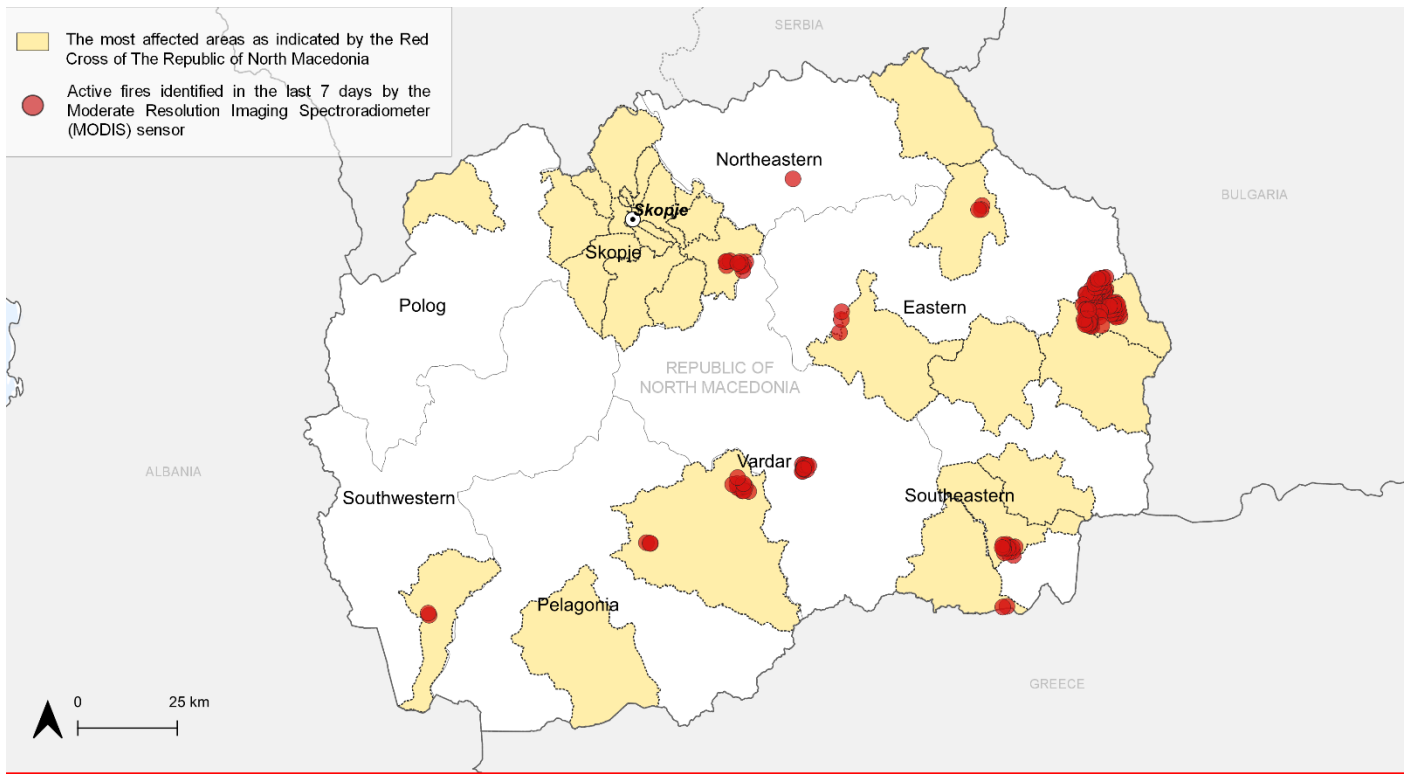 The most affected areas as indicated by the Red
Cross of The Republic of North Macedonia
Active fires identified in the last 7 days by the
Moderate Resolution Imaging Spectroradiometer
(MODIS) sensor
SERBIA
Northeastern
BULGARIA
Skopje
Skopje
Polog
Eastern
REPUBLIC OF
NORTH MACEDONIA
ALBANIA
Vardar
Southwestern
Southeastern
Pelagonia
GREECE
0 25 km